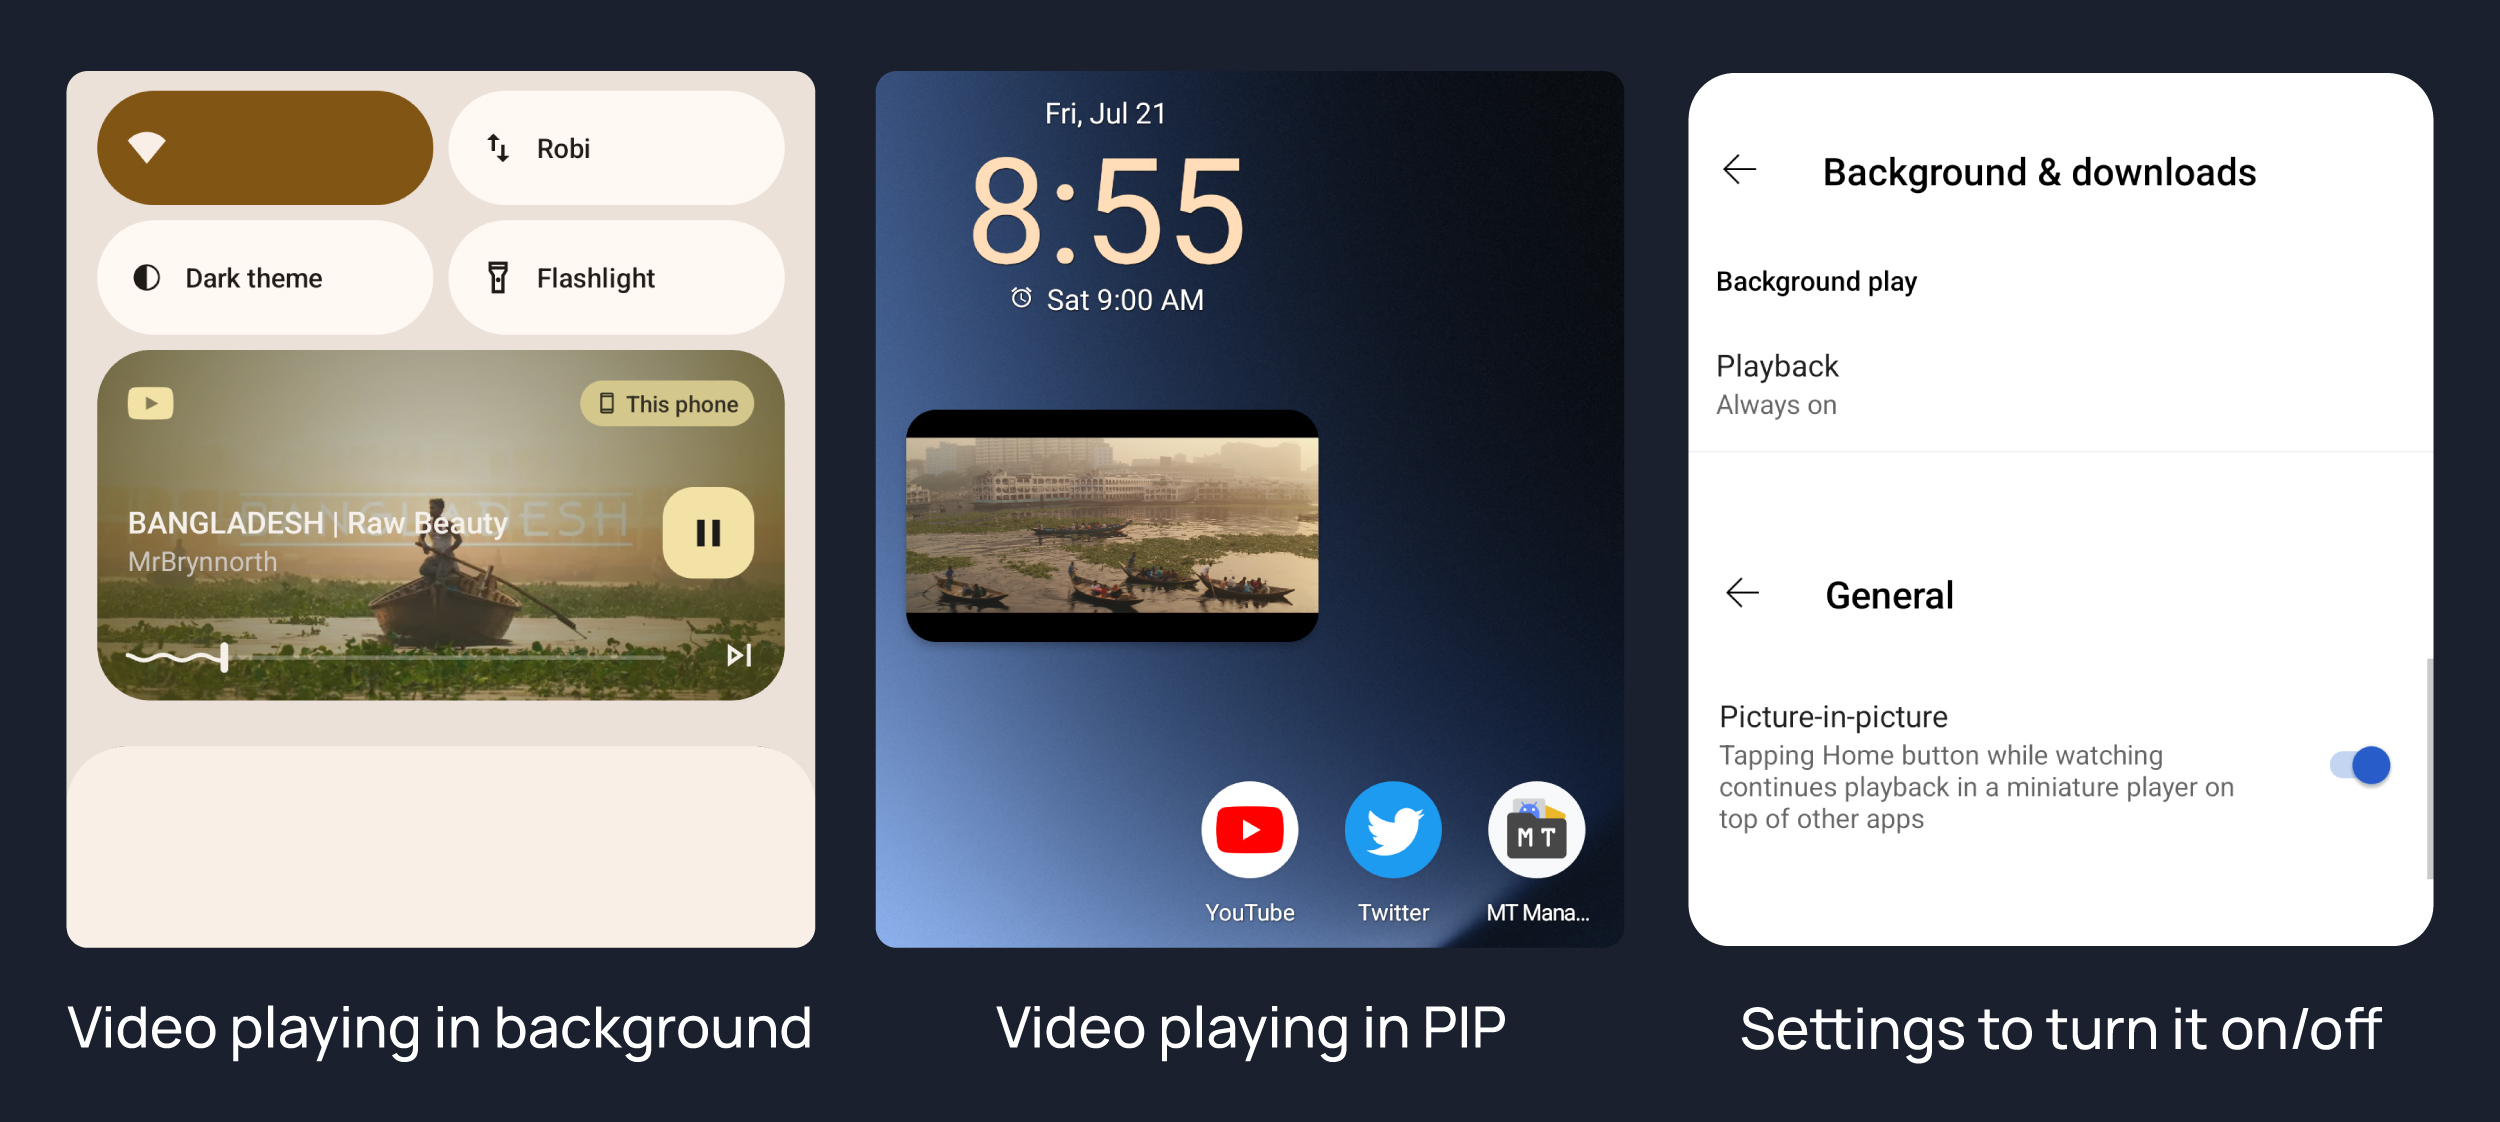 Robi
Dark theme
Flashlight
This phone
BANGLADESH
BANGLADESH | Raw Beauty
MrBrynnorth
Video playing in background
Fri, Jul 21
8:55
Sat 9:00 AM
MT
YouTube
Twitter
MT Mana...
Video playing in PIP
Background & downloads
Background play
Playback
Always on
General
Picture-in-picture
Tapping Home button while watching
continues playback in a miniature player on
top of other apps
Settings to turn it on/off